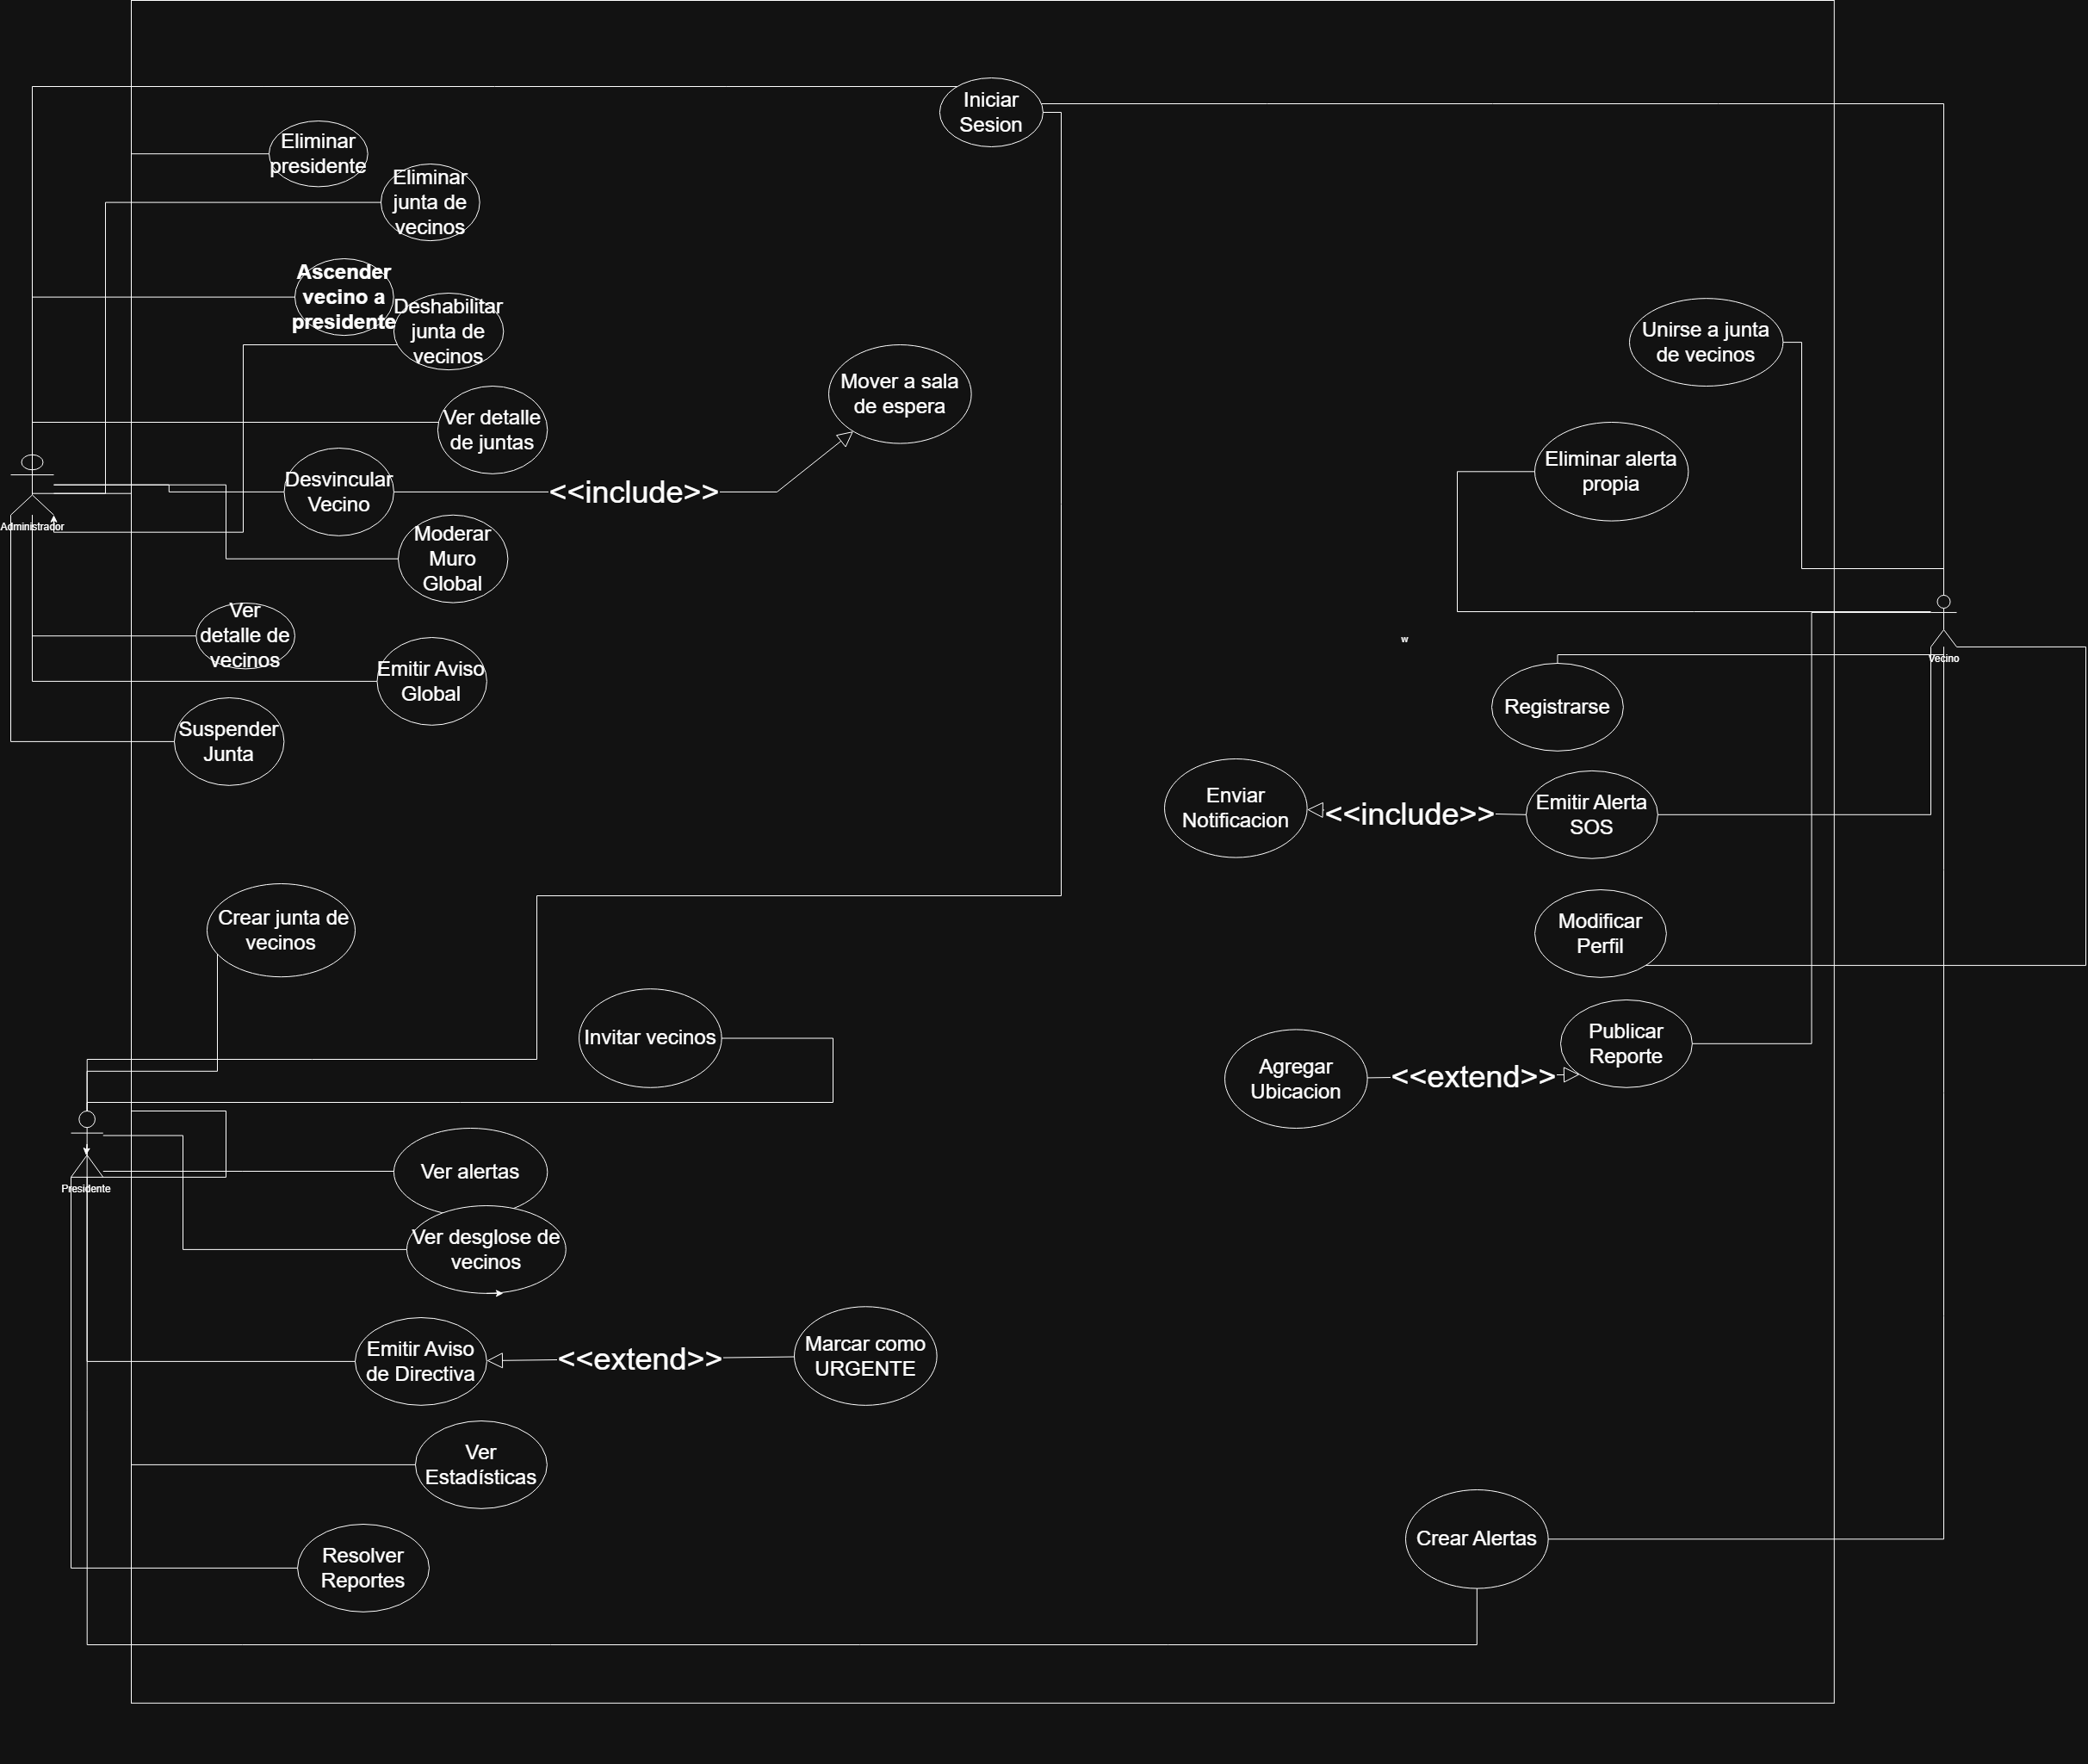 Iniciar
Sesion
Eliminar
presidente
Eliminar
junta de
vecinos
Ascender
vecino a
presidente
Deshabilitar
junta de
vecinos
Unirse a junta
de vecinos
Mover a sala
de espera
Ver detalle
de juntas
Eliminar alerta
propia
Desvincular
Vecino
<<include>>
Administrador
Moderar
Muro
Global
Ver
detalle de
vecinos
w
Vecino
Emitir Aviso
Global
Registrarse
Suspender
Junta
Enviar
Notificacion
<<include>>
Emitir Alerta
SOS
Crear junta de
vecinos
Modificar
Perfil
Invitar vecinos
Publicar
Reporte
Agregar
Ubicacion
<<extend>>
Presidente
Ver alertas
Ver desglose de
vecinos
Emitir Aviso
de Directiva
<<extend>>
Marcar como
URGENTE
Ver
Estadísticas
Crear Alertas
Resolver
Reportes